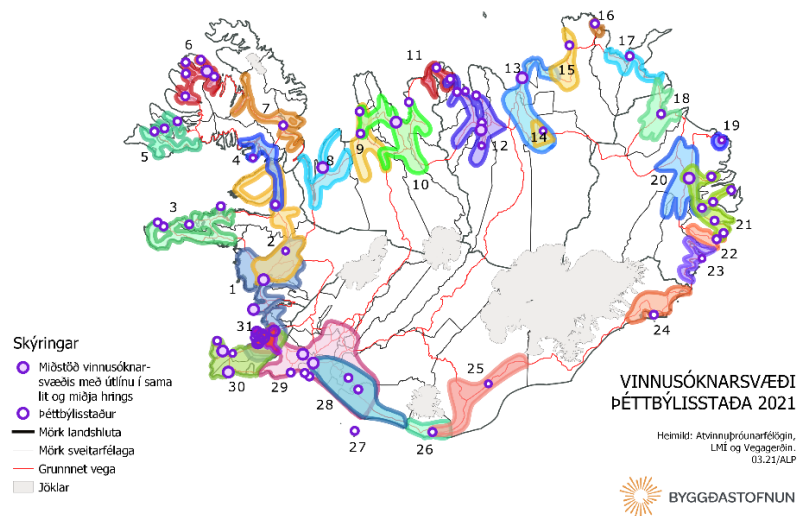 16
17
6
11
13
15
7
18
5
14
19
4
12
9
8
10
20
3
21
2
22
23
1
24
31
25
30
29
28
26
27
Skýringar
Miðstöð vinnusóknar-
svæðis með útlínu í sama
lit og miðja hrings
Þéttbýlisstaður
Mörk landshluta
Mörk sveitarfélaga
Grunnnet vega
Jöklar
VINNUSÓKNARSVÆÐI
ÞÉTTBÝLISSTAÐA 2021
Heimild: Atvinnuþróunarfélögin,
LMÍ og Vegagerðin.
03.21/ALP
BYGGÐASTOFNUN